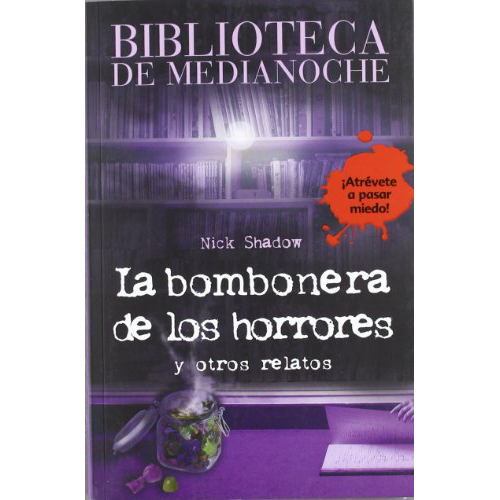 BIBLIOTECA
DE MEDIANOCHE
¡Atrévete
a pasar
miedo!
Nick Shadow
La bombonera
de los horrores
y otros relatos